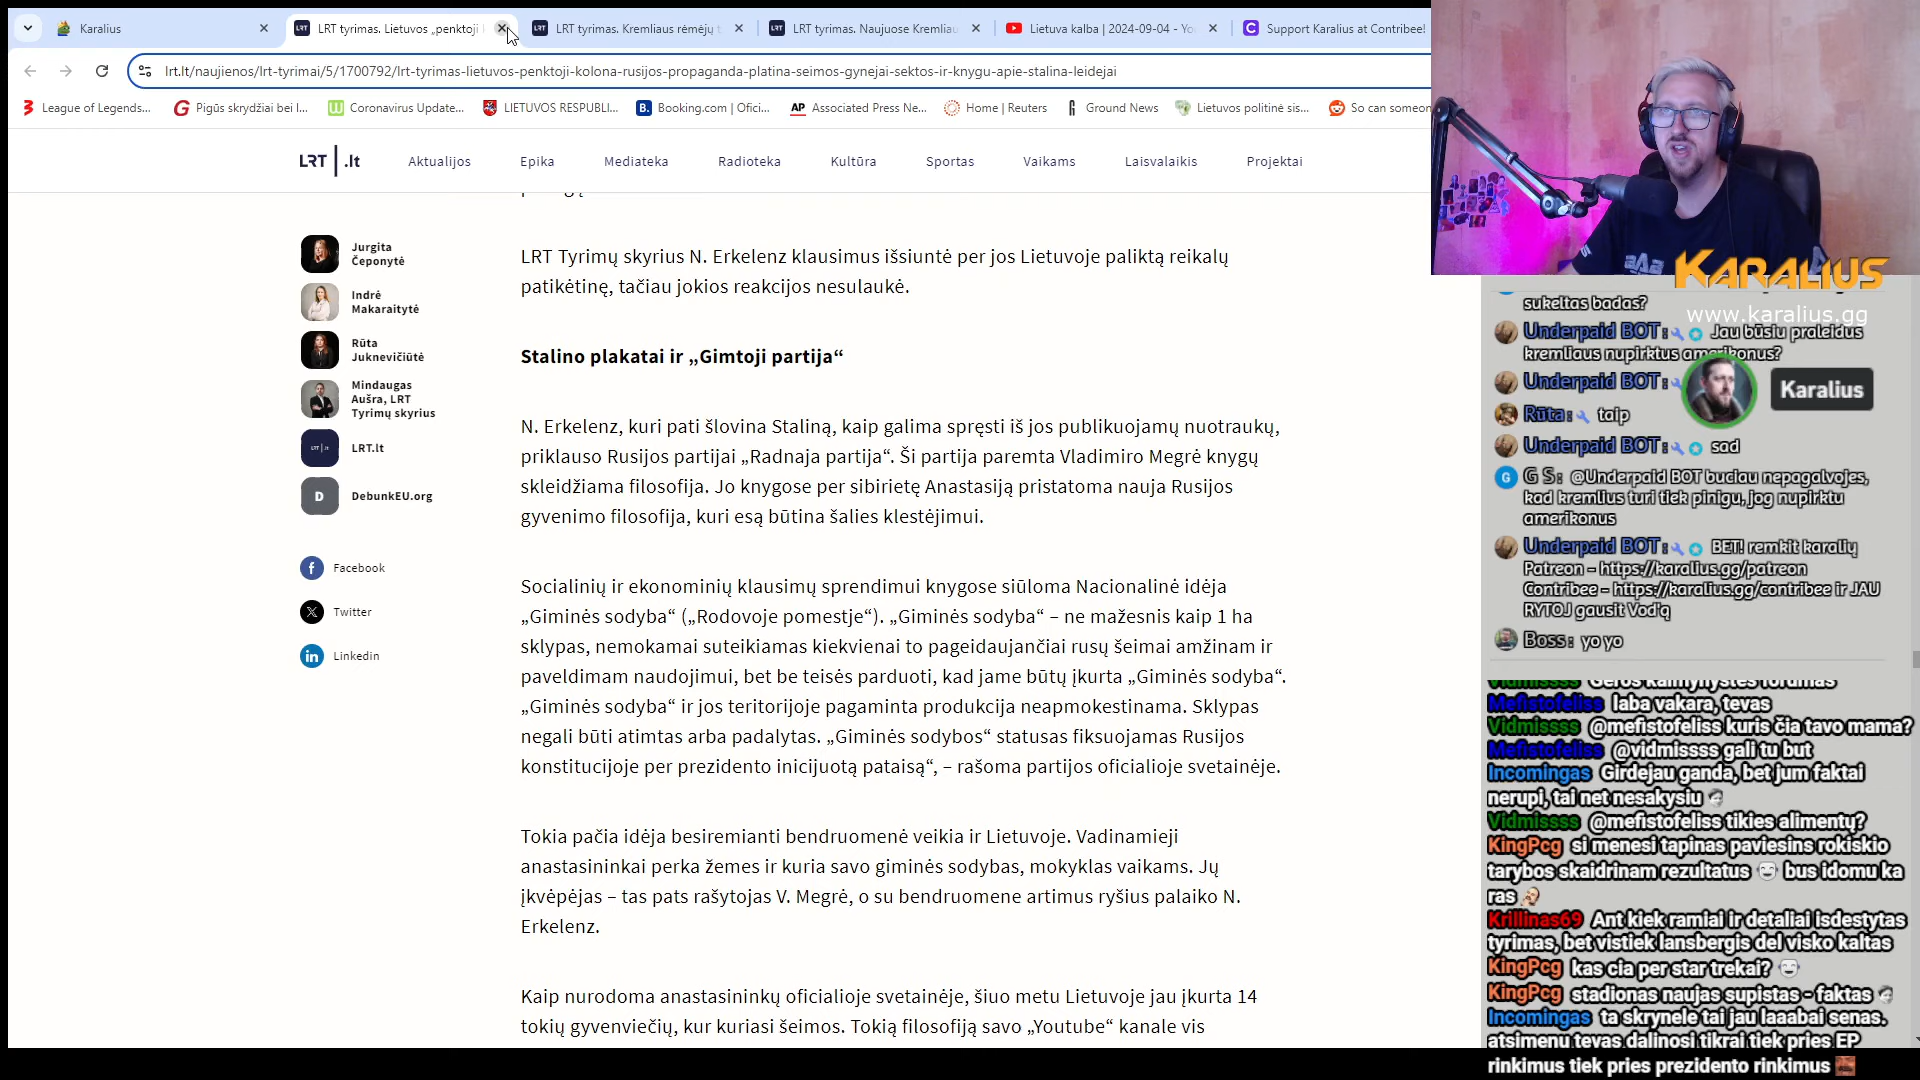 Karalius
LRT tyrimas. Lietuvos „penktoji
LRT tyrimas. Kremliaus rėmėjų t
LRT tyrimas. Naujuose Kremliau
Lietuva kalba | 2024-09-04 - Yo
Support Karalius at Contribee!
lrt.lt/naujienos/lrt-tyrimai/5/1700792/lrt-tyrimas-lietuvos-penktoji-kolona-rusijos-propaganda-platina-seimos-gynejai-sektos-ir-knygu-apie-stalina-leidejai
League of Legends...
Pigūs skrydžiai bei l...
Coronavirus Update...
LIETUVOS RESPUBLI...
Booking.com | Ofici...
Associated Press Ne...
Home | Reuters
Ground News
Lietuvos politinė sis...
So can someon
LRT .lt
Aktualijos
Epika
Mediateka
Radioteka
Kultūra
Sportas
Vaikams
Laisvalaikis
Projektai
Jurgita
Čeponytė
Indrė
Makaraitytė
Rūta
Juknevičiūtė
Mindaugas
Aušra, LRT
Tyrimų skyrius
LRT.lt
D DebunkEU.org
Facebook
Twitter
Linkedin
LRT Tyrimų skyrius N. Erkelenz klausimus išsiuntė per jos Lietuvoje paliktą reikalų
patikėtinę, tačiau jokios reakcijos nesulaukė.
Stalino plakatai ir „Gimtoji partija“
N. Erkelenz, kuri pati šlovina Staliną, kaip galima spręsti iš jos publikuojamų nuotraukų,
priklauso Rusijos partijai „Radnaja partija“. Ši partija paremta Vladimiro Megrė knygų
skleidžiama filosofija. Jo knygose per sibirietę Anastasiją pristatoma nauja Rusijos
gyvenimo filosofija, kuri esą būtina šalies klestėjimui.
Socialinių ir ekonominių klausimų sprendimui knygose siūloma Nacionalinė idėja
„Giminės sodyba“ („Rodovoje pomestje“). „Giminės sodyba“ – ne mažesnis kaip 1 ha
sklypas, nemokamai suteikiamas kiekvienai to pageidaujančiai rusų šeimai amžinam ir
paveldimam naudojimui, bet be teisės parduoti, kad jame būtų įkurta „Giminės sodyba“.
„Giminės sodyba“ ir jos teritorijoje pagaminta produkcija neapmokestinama. Sklypas
negali būti atimtas arba padalytas. „Giminės sodybos“ statusas fiksuojamas Rusijos
konstitucijoje per prezidento inicijuotą pataisą“, – rašoma partijos oficialioje svetainėje.
Tokia pačia idėja besiremianti bendruomenė veikia ir Lietuvoje. Vadinamieji
anastasininkai perka žemes ir kuria savo giminės sodybas, mokyklas vaikams. Jų
įkvėpėjas – tas pats rašytojas V. Megrė, o su bendruomene artimus ryšius palaiko N.
Erkelenz.
Kaip nurodoma anastasininkų oficialioje svetainėje, šiuo metu Lietuvoje jau įkurta 14
tokių gyvenviečių, kur kuriasi šeimos. Tokią filosofiją savo „Youtube“ kanale vis
KARALIUS
www.karalius.gg
Karalius
sukeltas badas?
Underpaid BOT: Jau būsiu praleidus
kremliaus nupirktus amerikonus?
Underpaid BOT:
Rūta: taip
Underpaid BOT: sad
G S: @Underpaid BOT buciau nepagalvojes,
kad kremlius turi tiek pinigu, jog nupirktu
amerikonus
Underpaid BOT: BET! remkit karalių
Patreon - https://karalius.gg/patreon
Contribee - https://karalius.gg/contribee ir JAU
RYTOJ gausit Vod'ą
Boss: yo yo
Vidmissss Geros kaimynystės forumas
Mefistofeliss laba vakara, tevas
Vidmissss @mefistofeliss kuris čia tavo mama?
Mefistofeliss @vidmissss gali tu but
Incomingas Girdejau ganda, bet jum faktai
nerupi, tai net nesakysiu
Vidmissss @mefistofeliss tikies alimentų?
KingPcg si menesi tapinas paviesins rokiskio
tarybos skaidrinam rezultatus bus idomu ka
ras
Krillinas69 Ant kiek ramiai ir detaliai isdestytas
tyrimas, bet vistiek lansbergis del visko kaltas
KingPcg kas cia per star trekai?
KingPcg stadionas naujas supistas - faktas
Incomingas ta skrynele tai jau laaabai senas.
atsimenu tevas dalinosi tikrai tiek pries EP
rinkimus tiek pries prezidento rinkimus